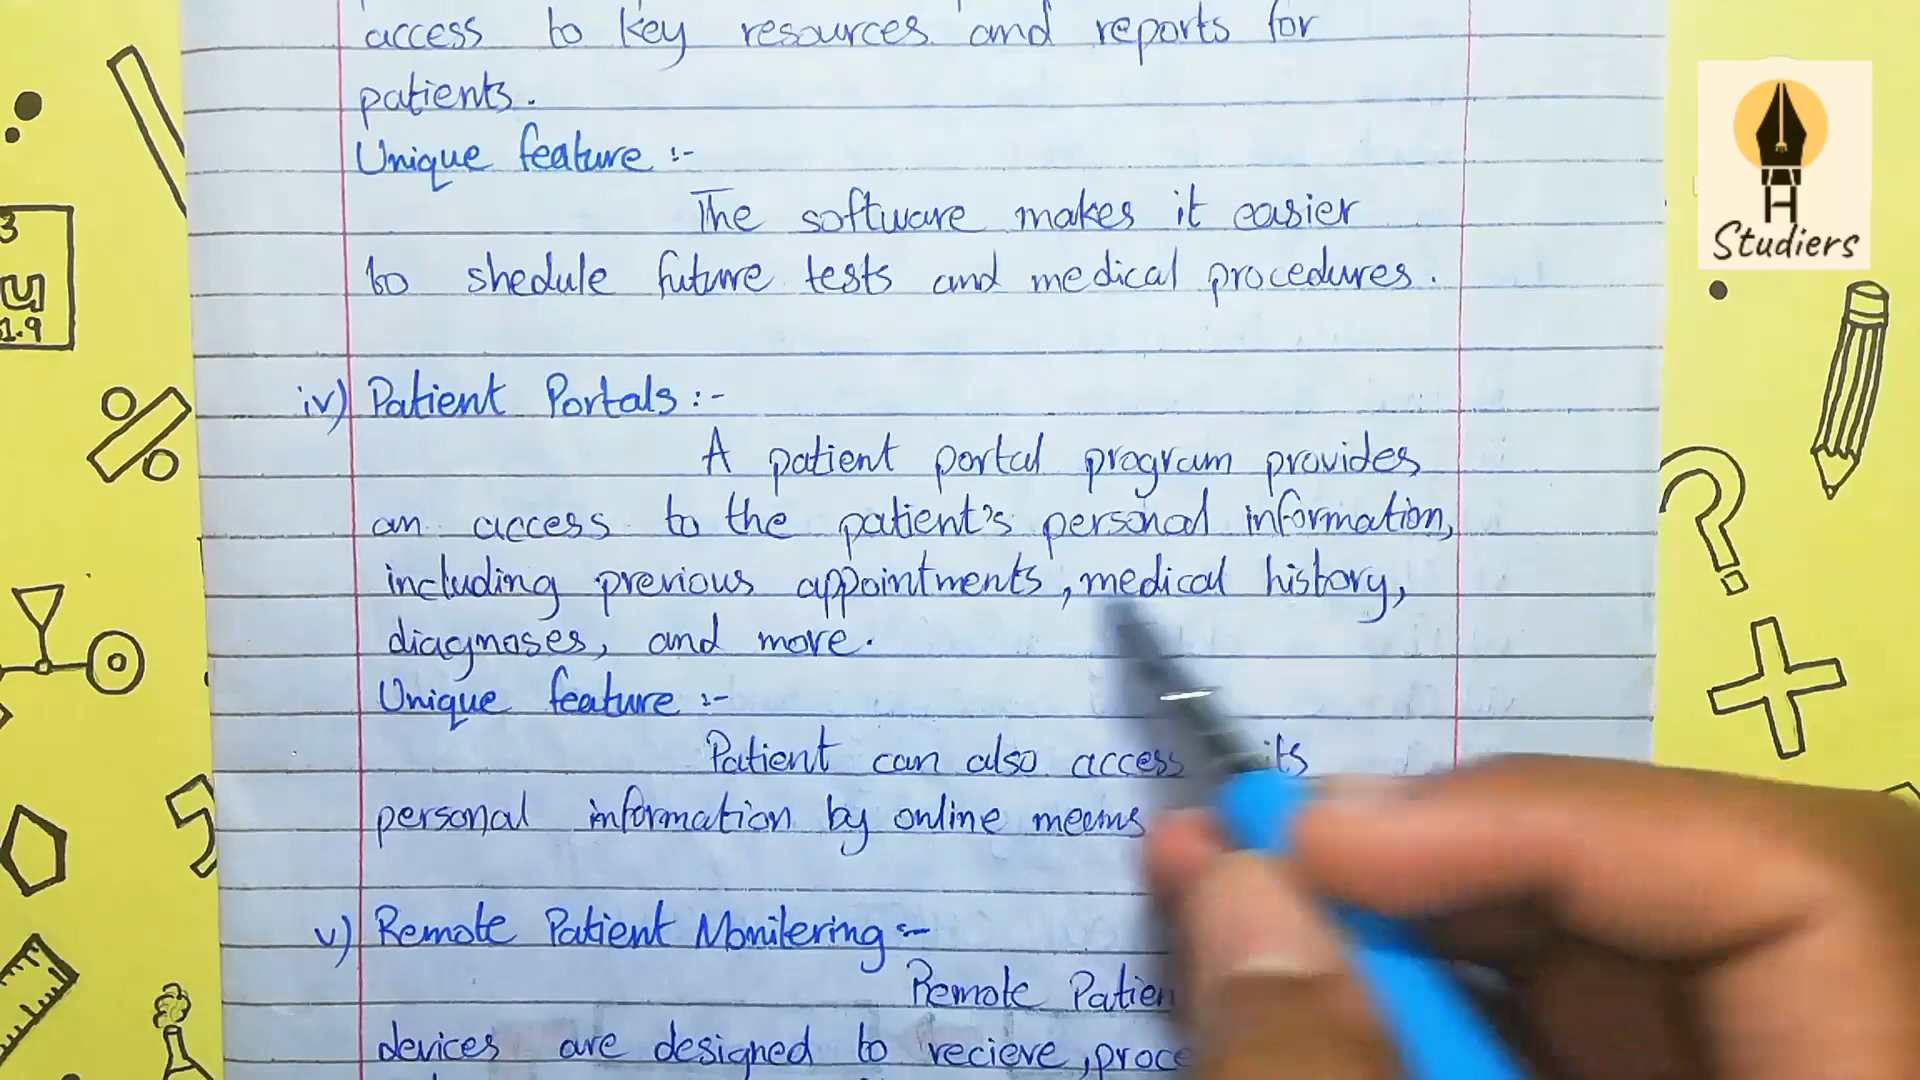 access to key resources and reports for
patients.
Unique feature :-
The software makes it easier
to shedule future tests and medical procedures.
iv) Patient Portals :-
A patient portal program provides
an access to the patient's personal information,
including previous appointments, medical history,
diagnoses, and more.
Unique feature :-
Patient can also access its
personal information by online means
v) Remote Patient Monitering :-
Remote Patien
devices are designed to recieve, proce
H
Studiers
3
u
1.9